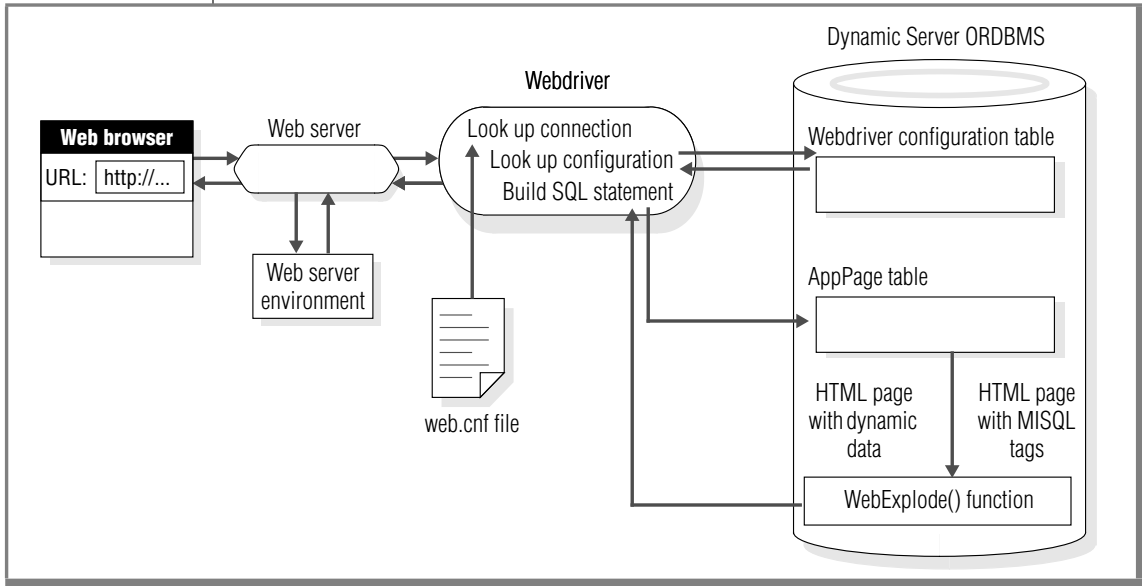 Dynamic Server ORDBMS
Webdriver
Web browser
URL: http://...
Web server
Web server
environment
Look up connection
Look up configuration
Build SQL statement
web.cnf file
Webdriver configuration table
AppPage table
HTML page
with dynamic
data
HTML page
with MISQL
tags
WebExplode() function